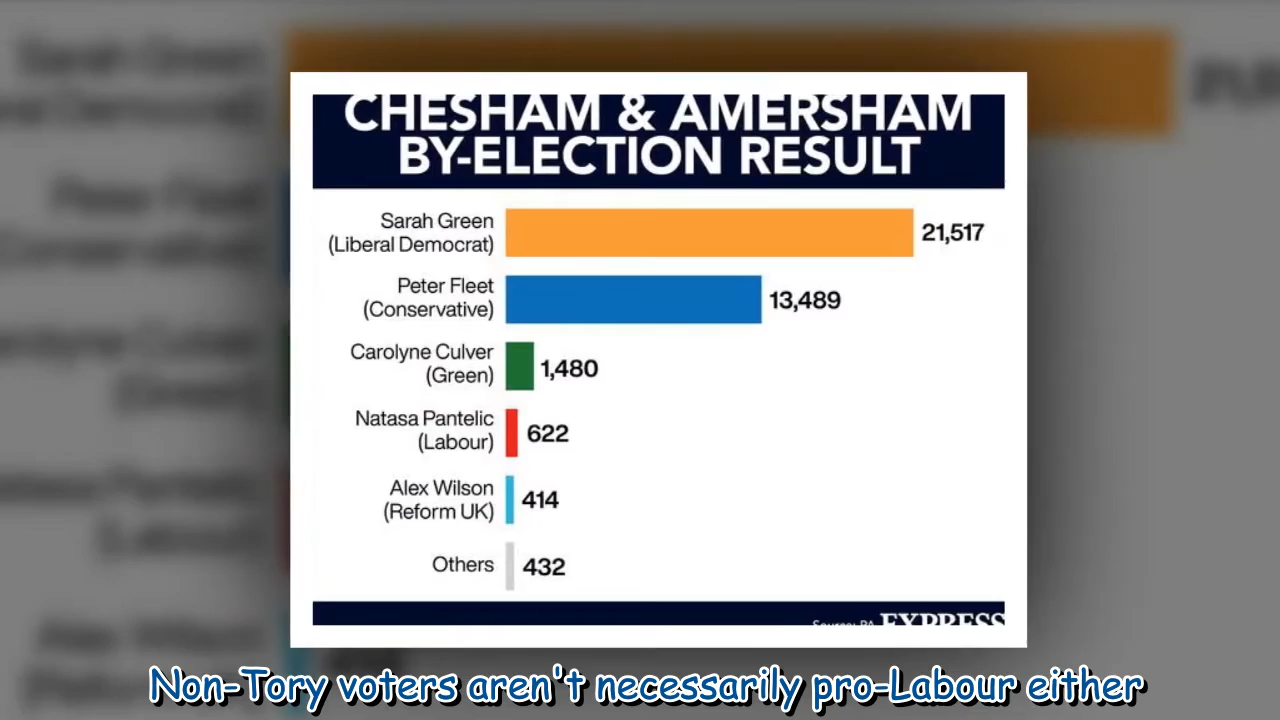 CHESHAM & AMERSHAM
BY-ELECTION RESULT
Sarah Green
(Liberal Democrat)
21,517
Peter Fleet
(Conservative)
13,489
Carolyne Culver
(Green)
1,480
Natasa Pantelic
(Labour)
622
Alex Wilson
(Reform UK)
414
Others
432
Source: PA EXPRESS
Non-Tory voters aren't necessarily pro-Labour either